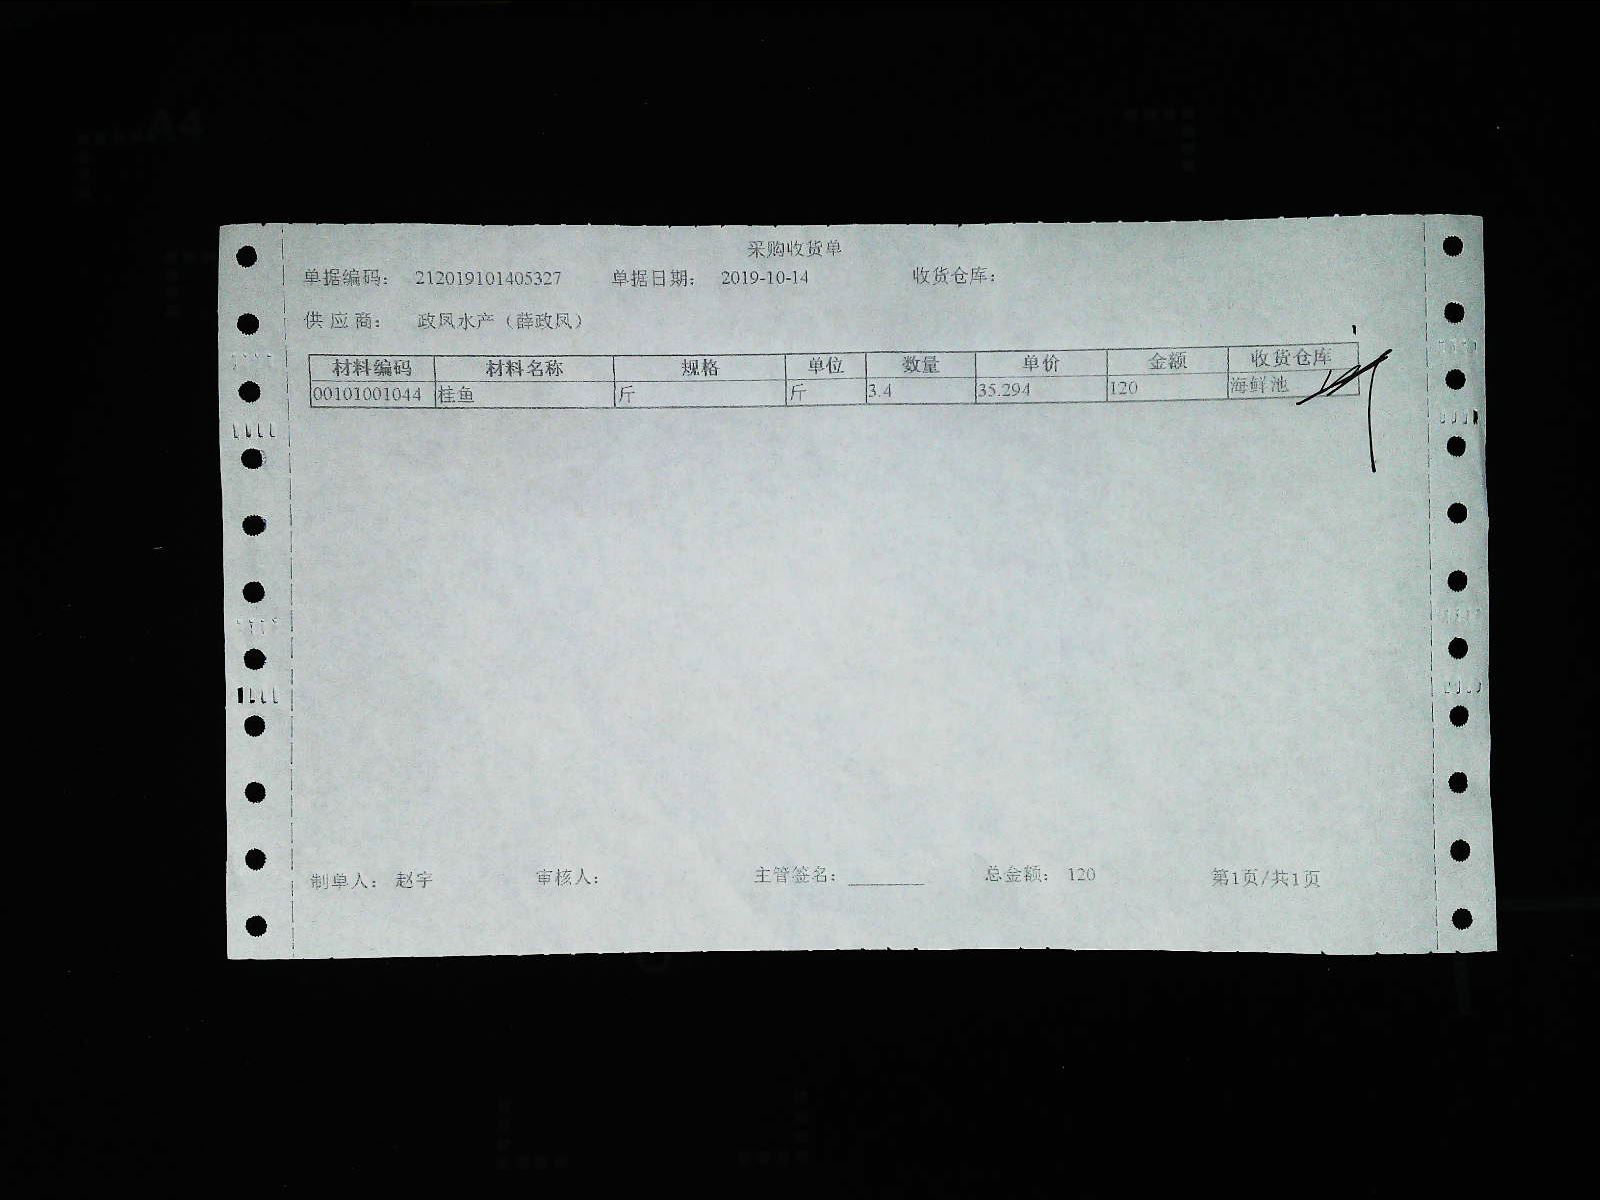 采购收货单
单据编码： 212019101405327 单据日期： 2019-10-14 收货仓库：
供应商： 政凤水产（薛政凤）
材料编码 材料名称 规格 单位 数量 单价 金额 收货仓库
00101001044 桂鱼 斤 斤 3.4 35.294 120 海鲜池
制单人： 赵宇 审核人： 主管签名：________ 总金额： 120 第1页/共1页